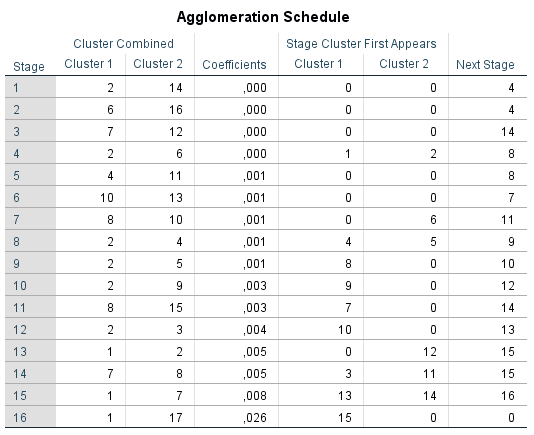 Agglomeration Schedule
Cluster Combined Stage Cluster First Appears
Stage Cluster 1 Cluster 2 Coefficients Cluster 1 Cluster 2 Next Stage
1 2 14 ,000 0 0 4
2 6 16 ,000 0 0 4
3 7 12 ,000 0 0 14
4 2 6 ,000 1 2 8
5 4 11 ,001 0 0 8
6 10 13 ,001 0 0 7
7 8 10 ,001 0 6 11
8 2 4 ,001 4 5 9
9 2 5 ,001 8 0 10
10 2 9 ,003 9 0 12
11 8 15 ,003 7 0 14
12 2 3 ,004 10 0 13
13 1 2 ,005 0 12 15
14 7 8 ,005 3 11 15
15 1 7 ,008 13 14 16
16 1 17 ,026 15 0 0